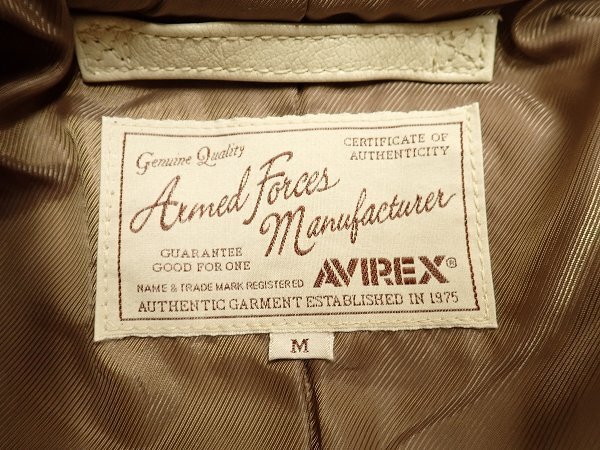 Genuine Quality
CERTIFICATE OF
AUTHENTICITY
Armed Forces
Manufacturer
GUARANTEE
GOOD FOR ONE
AVIREX®
NAME & TRADE MARK REGISTERED
AUTHENTIC GARMENT ESTABLISHED IN 1975
M